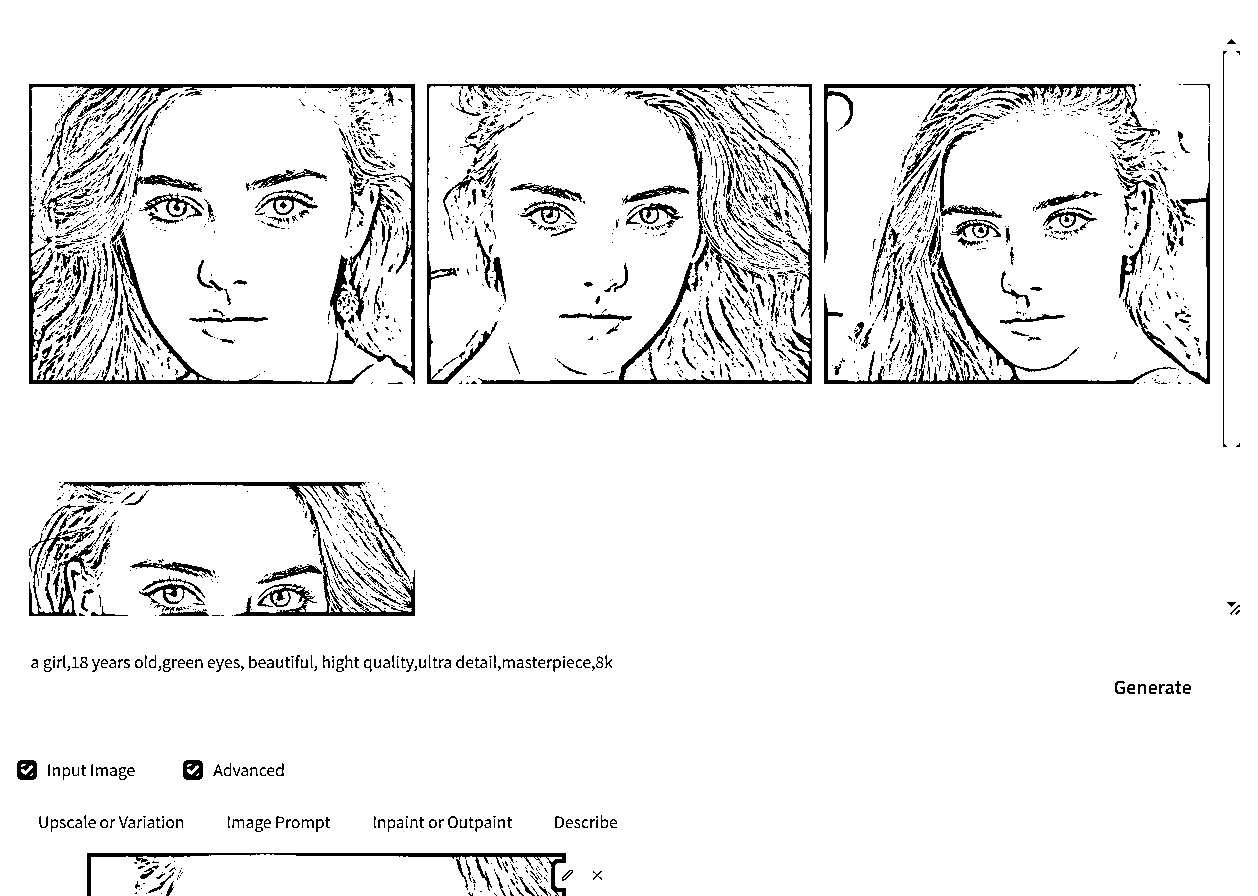 a girl,18 years old,green eyes, beautiful, hight quality,ultra detail,masterpiece,8k
Generate
Input Image Advanced
Upscale or Variation Image Prompt Inpaint or Outpaint Describe